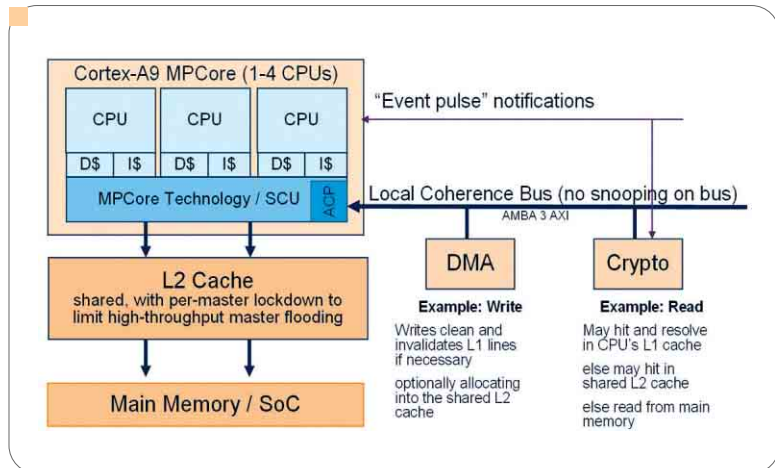 Cortex-A9 MPCore (1-4 CPUs)
CPU
CPU
CPU
D$
I$
D$
I$
D$
I$
MPCore Technology / SCU
ACP
"Event pulse" notifications
Local Coherence Bus (no snooping on bus)
AMBA 3 AXI
L2 Cache
shared, with per-master lockdown to
limit high-throughput master flooding
Main Memory / SoC
DMA
Example: Write
Writes clean and
invalidates L1 lines
if necessary
optionally allocating
into the shared L2
cache
Crypto
Example: Read
May hit and resolve
in CPU's L1 cache
else may hit in
shared L2 cache
else read from main
memory